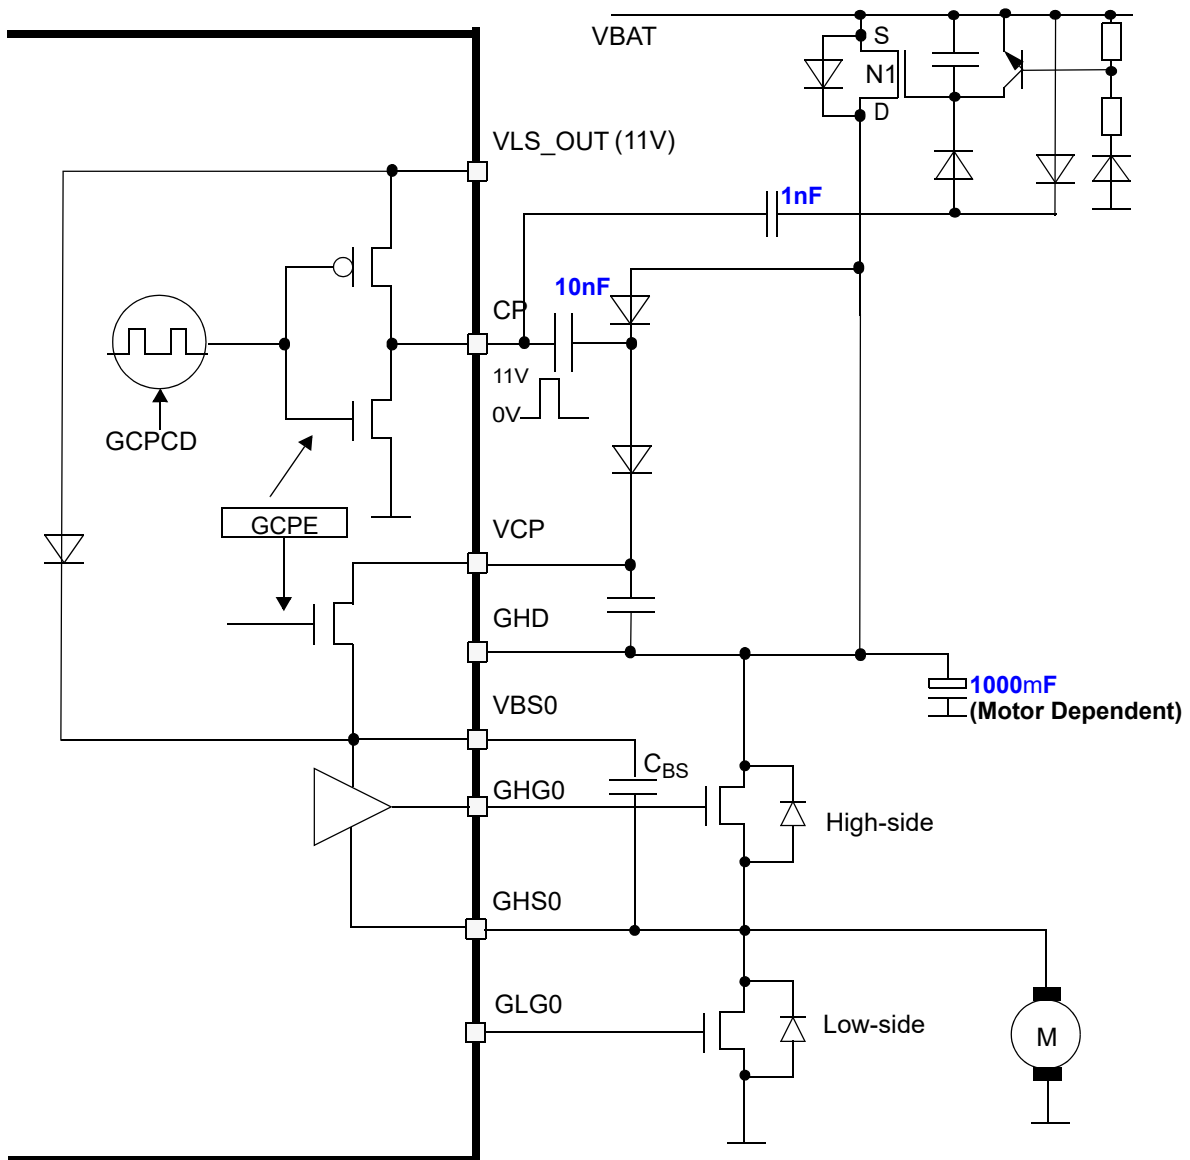 VBAT
S
N1
D
VLS_OUT (11V)
1nF
10nF
CP
11V
0V
GCPCD
GCPE
VCP
GHD
1000mF
(Motor Dependent)
VBS0
CBS
GHG0
High-side
GHS0
GLG0
Low-side
M